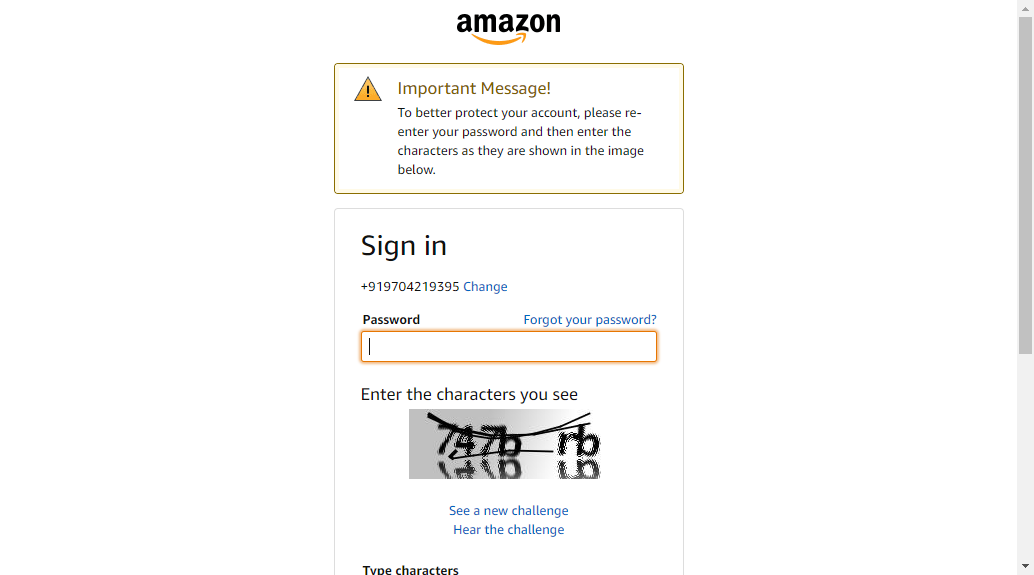 amazon
Important Message!
To better protect your account, please re-
enter your password and then enter the
characters as they are shown in the image
below.
Sign in
+919704219395 Change
Password Forgot your password?
Enter the characters you see
See a new challenge
Hear the challenge
Type characters